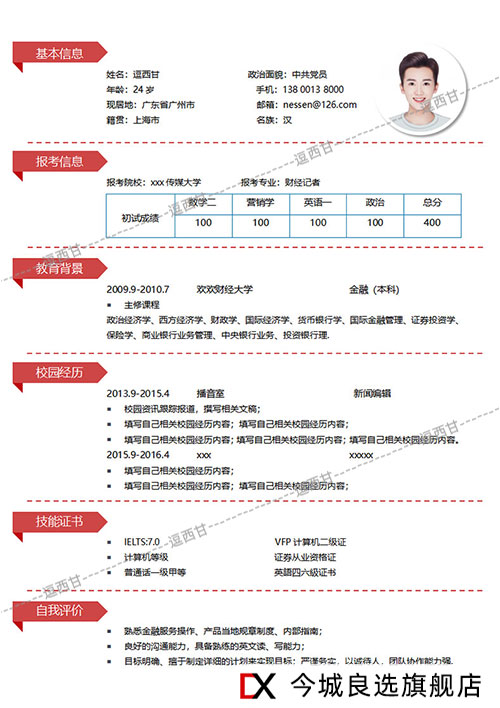 基本信息
姓名：逗西甘
政治面貌：中共党员
年龄：24 岁
手机：138 0013 8000
现居地：广东省广州市
邮箱：nessen@126.com
籍贯：上海市
名族：汉
报考信息
报考院校：xxx 传媒大学
报考专业：财经记者
初试成绩
数学二 营销学 英语一 政治 总分
100 100 100 100 400
教育背景
2009.9-2010.7 欢欢财经大学 金融 (本科)
▪ 主修课程
政治经济学、西方经济学、财政学、国际经济学、货币银行学、国际金融管理、证券投资学、
保险学、商业银行业务管理、中央银行业务、投资银行理.
校园经历
2013.9-2015.4 播音室 新闻编辑
▪ 校园资讯跟踪报道，撰写相关文稿；
▪ 填写自己相关校园经历内容；填写自己相关校园经历内容；
▪ 填写自己相关校园经历内容；填写自己相关校园经历内容；填写自己相关校园经历内容。
2015.9-2016.4 xxx xxxxx
▪ 填写自己相关校园经历内容；
▪ 填写自己相关校园经历内容；填写自己相关校园经历内容；
技能证书
▪ IELTS:7.0 VFP 计算机二级证
▪ 计算机等级 证券从业资格证
▪ 普通话一级甲等 英語四六级证书
自我评价
▪ 熟悉金融服务操作、产品当地规章制度、内部指南；
▪ 良好的沟通能力，具备熟练的英文读、写能力；
▪ 目标明确、擅于制定详细的计划来实现目标；严谨务实，以诚待人，团队协作能力强.
逗西甘
逗西甘
逗西甘
逗西甘
逗西甘
逗西甘
DX 今城良选旗舰店